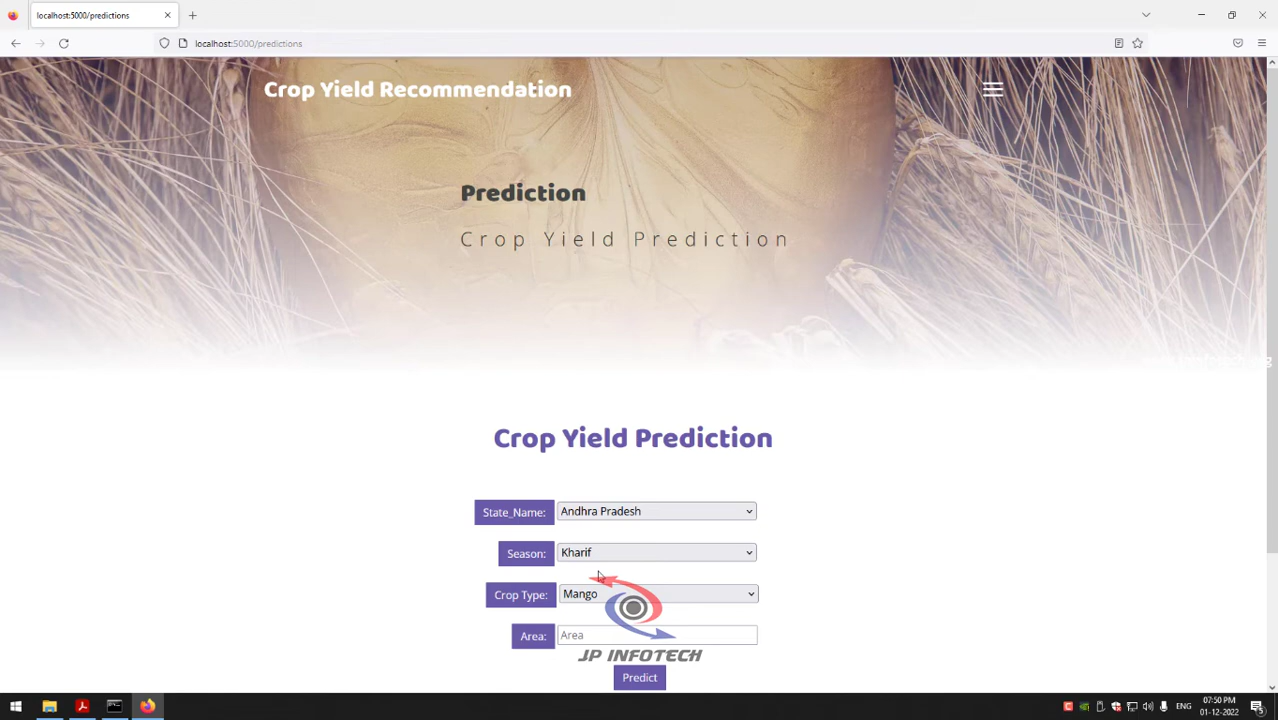 localhost:5000/predictions
localhost:5000/predictions
Crop Yield Recommendation
Prediction
Crop Yield Prediction
Crop Yield Prediction
State_Name: Andhra Pradesh
Season: Kharif
Crop Type: Mango
Area: Area
JP INFOTECH
Predict
ENG
07:50 PM
01-12-2022
5